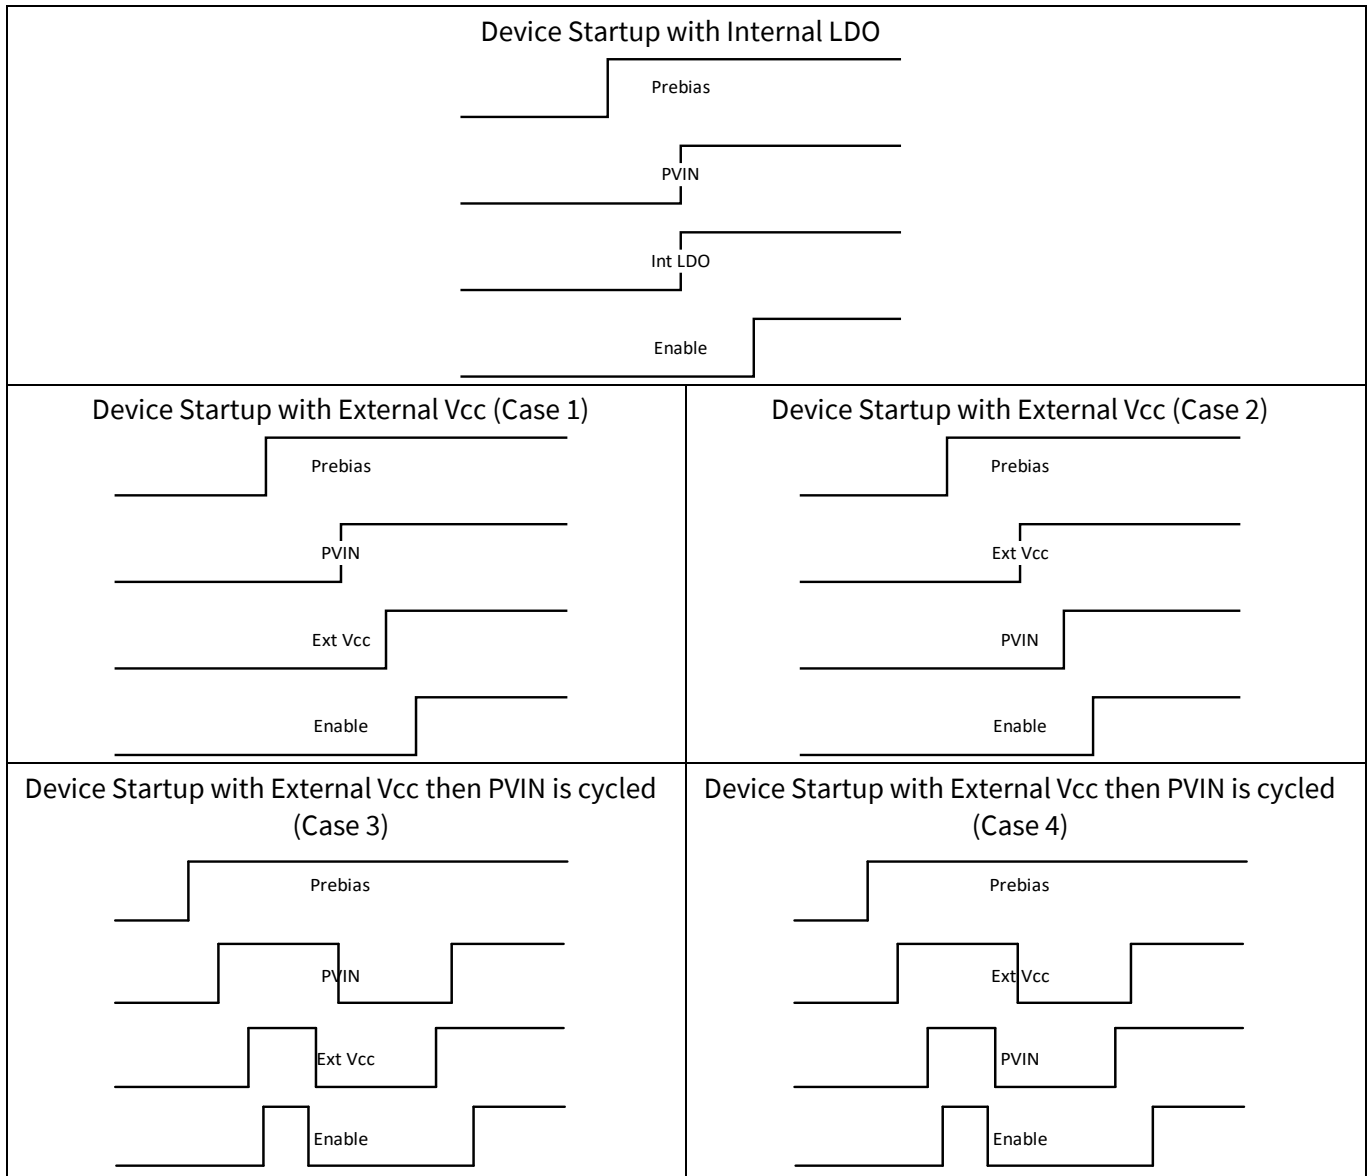 Device Startup with Internal LDO
Prebias
PVIN
Int LDO
Enable
Device Startup with External Vcc (Case 1)
Prebias
PVIN
Ext Vcc
Enable
Device Startup with External Vcc (Case 2)
Prebias
Ext Vcc
PVIN
Enable
Device Startup with External Vcc then PVIN is cycled
(Case 3)
Prebias
PVIN
Ext Vcc
Enable
Device Startup with External Vcc then PVIN is cycled
(Case 4)
Prebias
Ext Vcc
PVIN
Enable